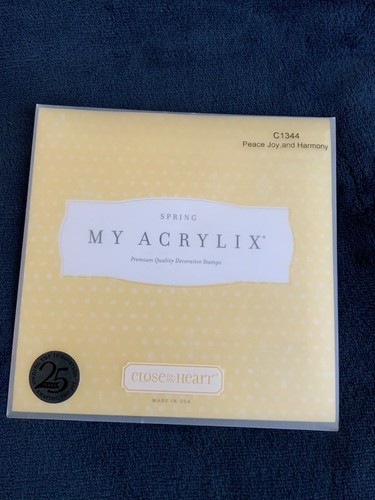 C1344
Peace Joy and Harmony
SPRING
MY ACRYLIX®
Premium Quality Decorative Stamps
25
CLOSE TO MY HEART
MADE IN USA